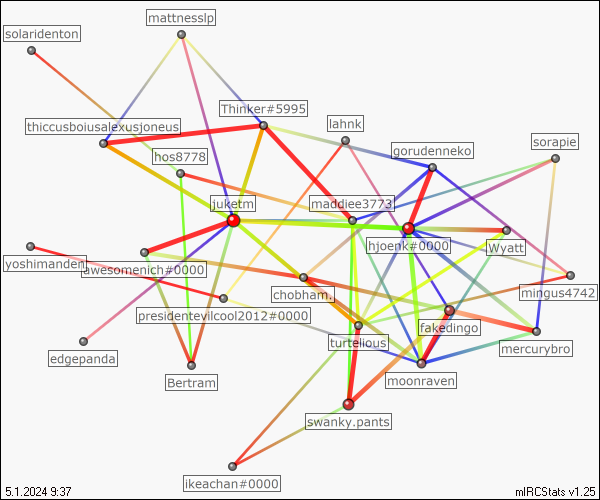 mattnesslp
solaridenton
Thinker#5995
lahnk
thiccusboiusalexusjoneus
gorudenneko
sorapie
hos8778
juketm
maddiee3773
hjoenk#0000
Wyatt
yoshimanden
awesomenich#0000
chobham.
mingus4742
presidentevilcool2012#0000
fakedingo
turtelious
mercurybro
edgepanda
Bertram
moonraven
swanky.pants
ikeachan#0000
5.1.2024 9:37
mIRCStats v1.25